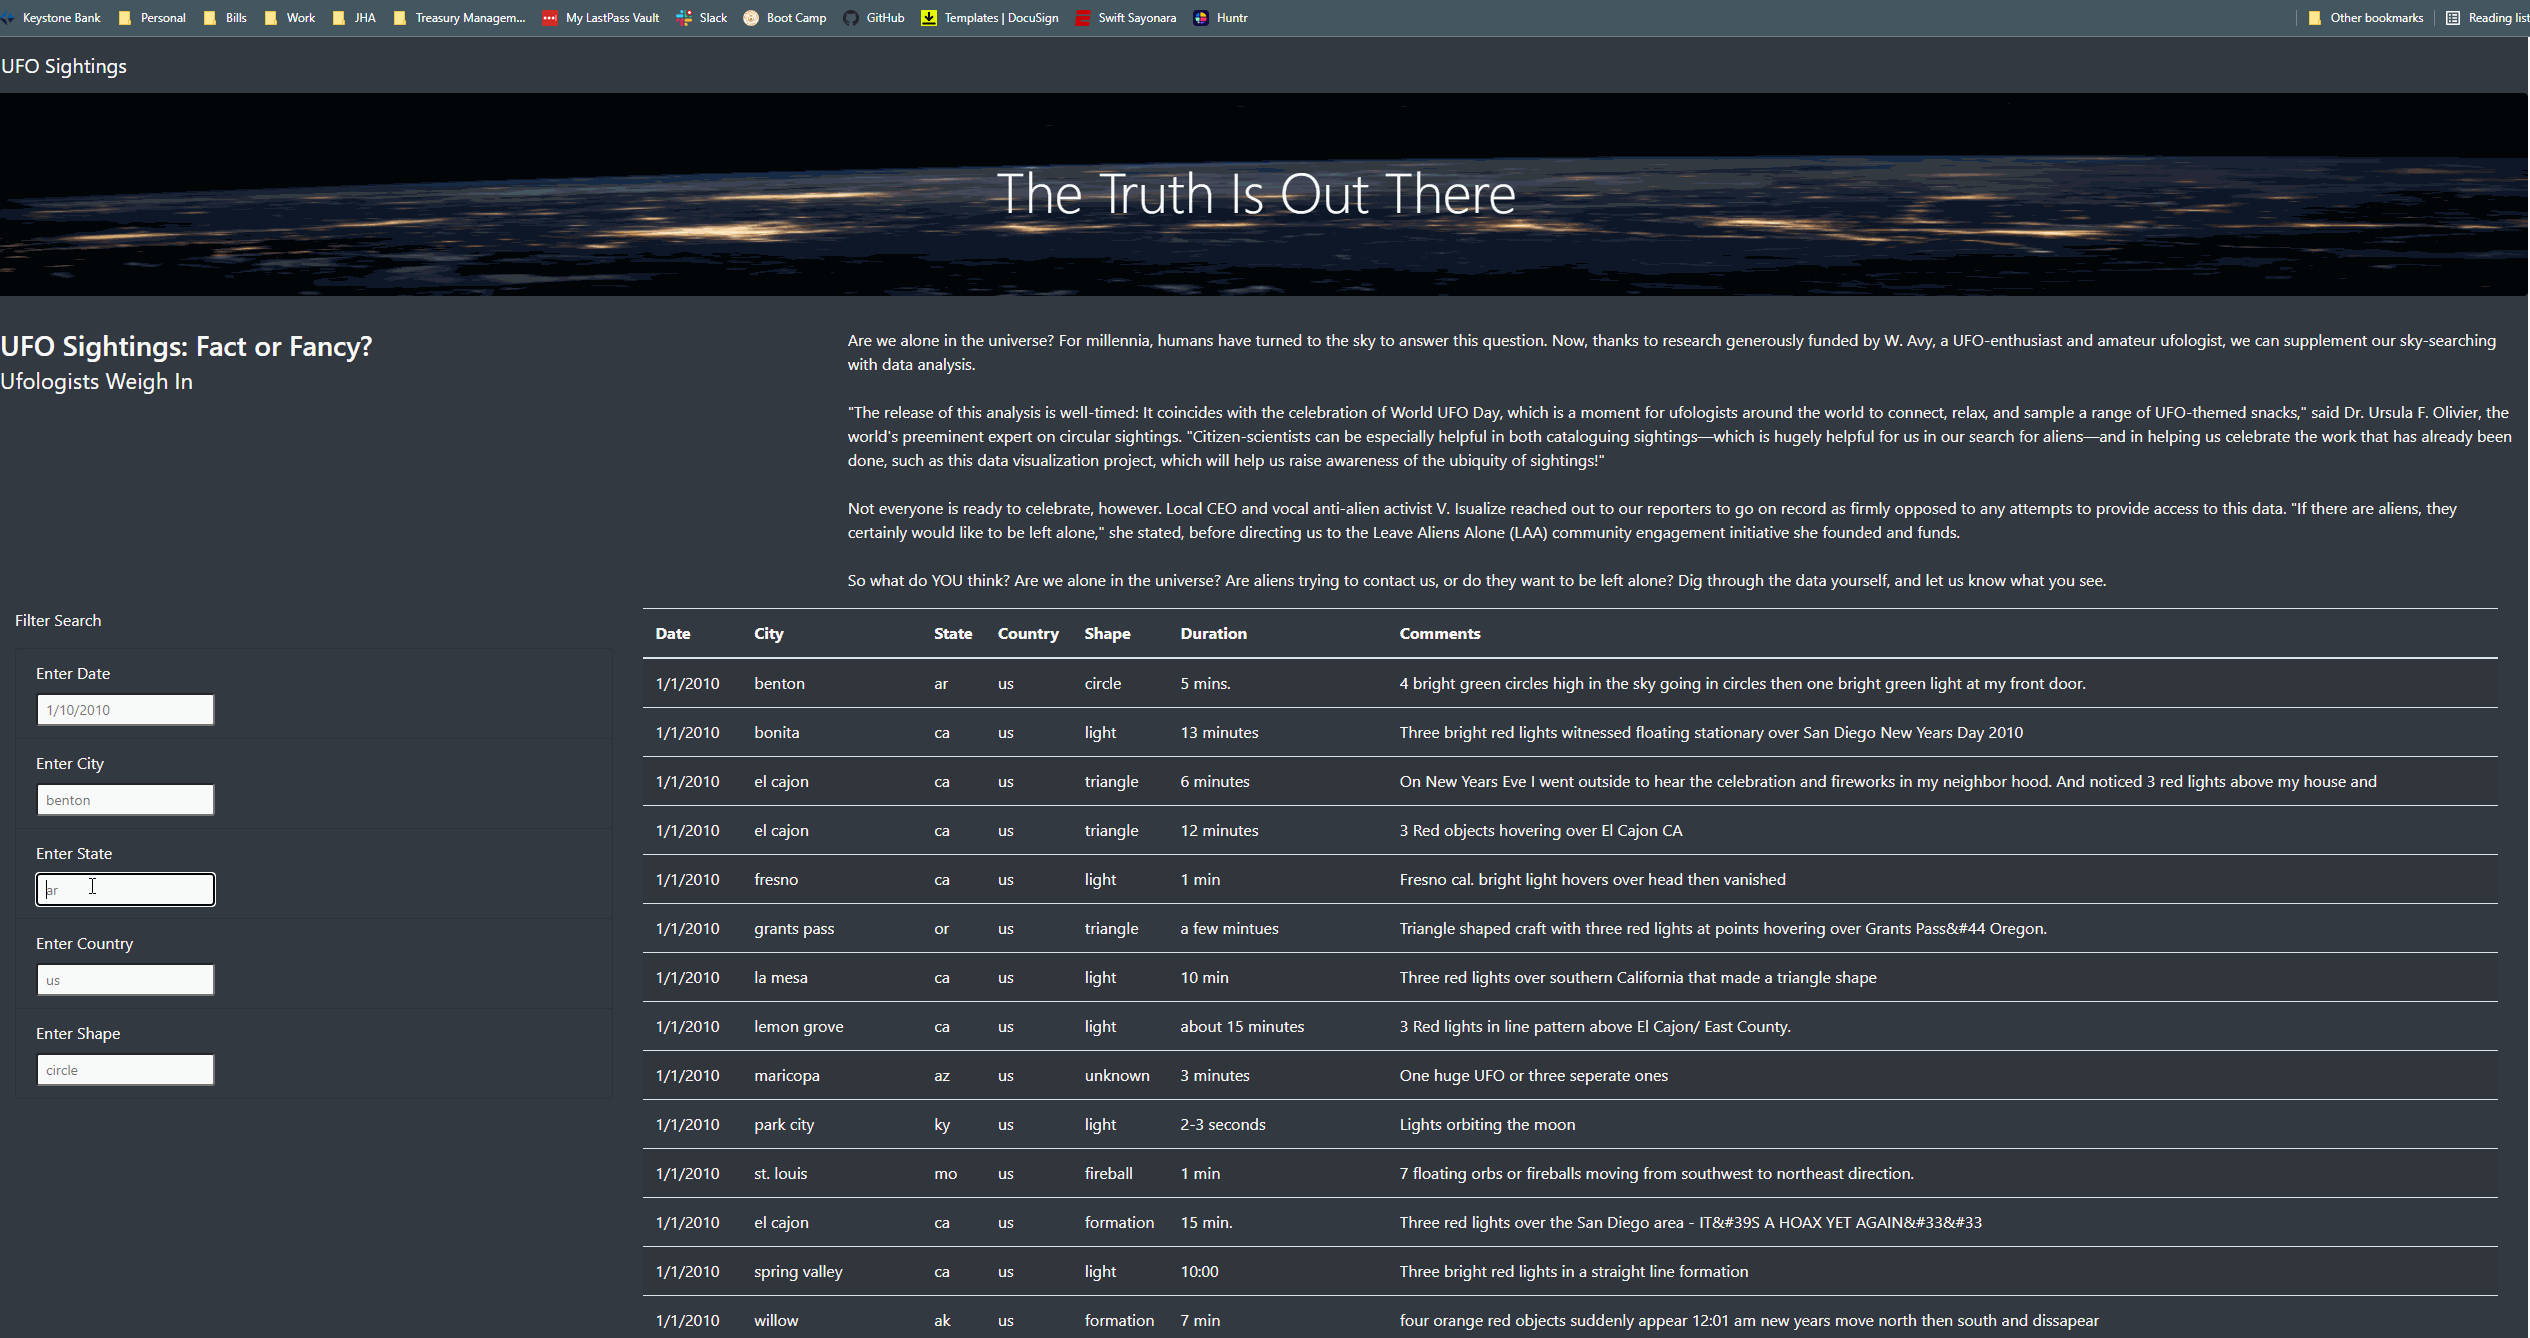 Keystone Bank Personal Bills Work JHA Treasury Managem... My LastPass Vault Slack Boot Camp GitHub Templates | DocuSign Swift Sayonara Huntr Other bookmarks Reading list
UFO Sightings
The Truth Is Out There
UFO Sightings: Fact or Fancy?
Ufologists Weigh In
Are we alone in the universe? For millennia, humans have turned to the sky to answer this question. Now, thanks to research generously funded by W. Avy, a UFO-enthusiast and amateur ufologist, we can supplement our sky-searching
with data analysis.
"The release of this analysis is well-timed: It coincides with the celebration of World UFO Day, which is a moment for ufologists around the world to connect, relax, and sample a range of UFO-themed snacks," said Dr. Ursula F. Olivier, the
world's preeminent expert on circular sightings. "Citizen-scientists can be especially helpful in both cataloguing sightings—which is hugely helpful for us in our search for aliens—and in helping us celebrate the work that has already been
done, such as this data visualization project, which will help us raise awareness of the ubiquity of sightings!"
Not everyone is ready to celebrate, however. Local CEO and vocal anti-alien activist V. Isualize reached out to our reporters to go on record as firmly opposed to any attempts to provide access to this data. "If there are aliens, they
certainly would like to be left alone," she stated, before directing us to the Leave Aliens Alone (LAA) community engagement initiative she founded and funds.
So what do YOU think? Are we alone in the universe? Are aliens trying to contact us, or do they want to be left alone? Dig through the data yourself, and let us know what you see.
Filter Search
Enter Date
1/10/2010
Enter City
benton
Enter State
ar
Enter Country
us
Enter Shape
circle
Date City State Country Shape Duration Comments
1/1/2010 benton ar us circle 5 mins. 4 bright green circles high in the sky going in circles then one bright green light at my front door.
1/1/2010 bonita ca us light 13 minutes Three bright red lights witnessed floating stationary over San Diego New Years Day 2010
1/1/2010 el cajon ca us triangle 6 minutes On New Years Eve I went outside to hear the celebration and fireworks in my neighbor hood. And noticed 3 red lights above my house and
1/1/2010 el cajon ca us triangle 12 minutes 3 Red objects hovering over El Cajon CA
1/1/2010 fresno ca us light 1 min Fresno cal. bright light hovers over head then vanished
1/1/2010 grants pass or us triangle a few mintues Triangle shaped craft with three red lights at points hovering over Grants Pass&#44 Oregon.
1/1/2010 la mesa ca us light 10 min Three red lights over southern California that made a triangle shape
1/1/2010 lemon grove ca us light about 15 minutes 3 Red lights in line pattern above El Cajon/ East County.
1/1/2010 maricopa az us unknown 3 minutes One huge UFO or three seperate ones
1/1/2010 park city ky us light 2-3 seconds Lights orbiting the moon
1/1/2010 st. louis mo us fireball 1 min 7 floating orbs or fireballs moving from southwest to northeast direction.
1/1/2010 el cajon ca us formation 15 min. Three red lights over the San Diego area - IT&#39S A HOAX YET AGAIN&#33&#33
1/1/2010 spring valley ca us light 10:00 Three bright red lights in a straight line formation
1/1/2010 willow ak us formation 7 min four orange red objects suddenly appear 12:01 am new years move north then south and dissapear